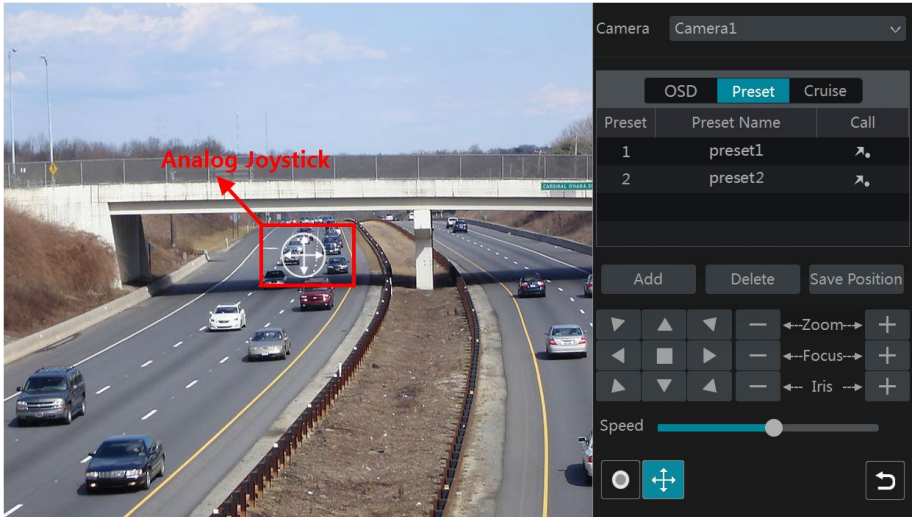 Camera Camera1
OSD Preset Cruise
Preset Preset Name Call
1 preset1
2 preset2
Add Delete Save Position
Zoom
Focus
Iris
Speed
Analog Joystick
CARDINAL O'HARA